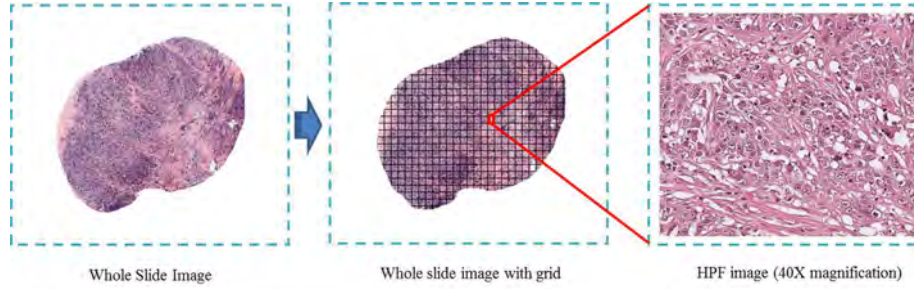 Whole Slide Image
Whole slide image with grid
HPF image (40X magnification)